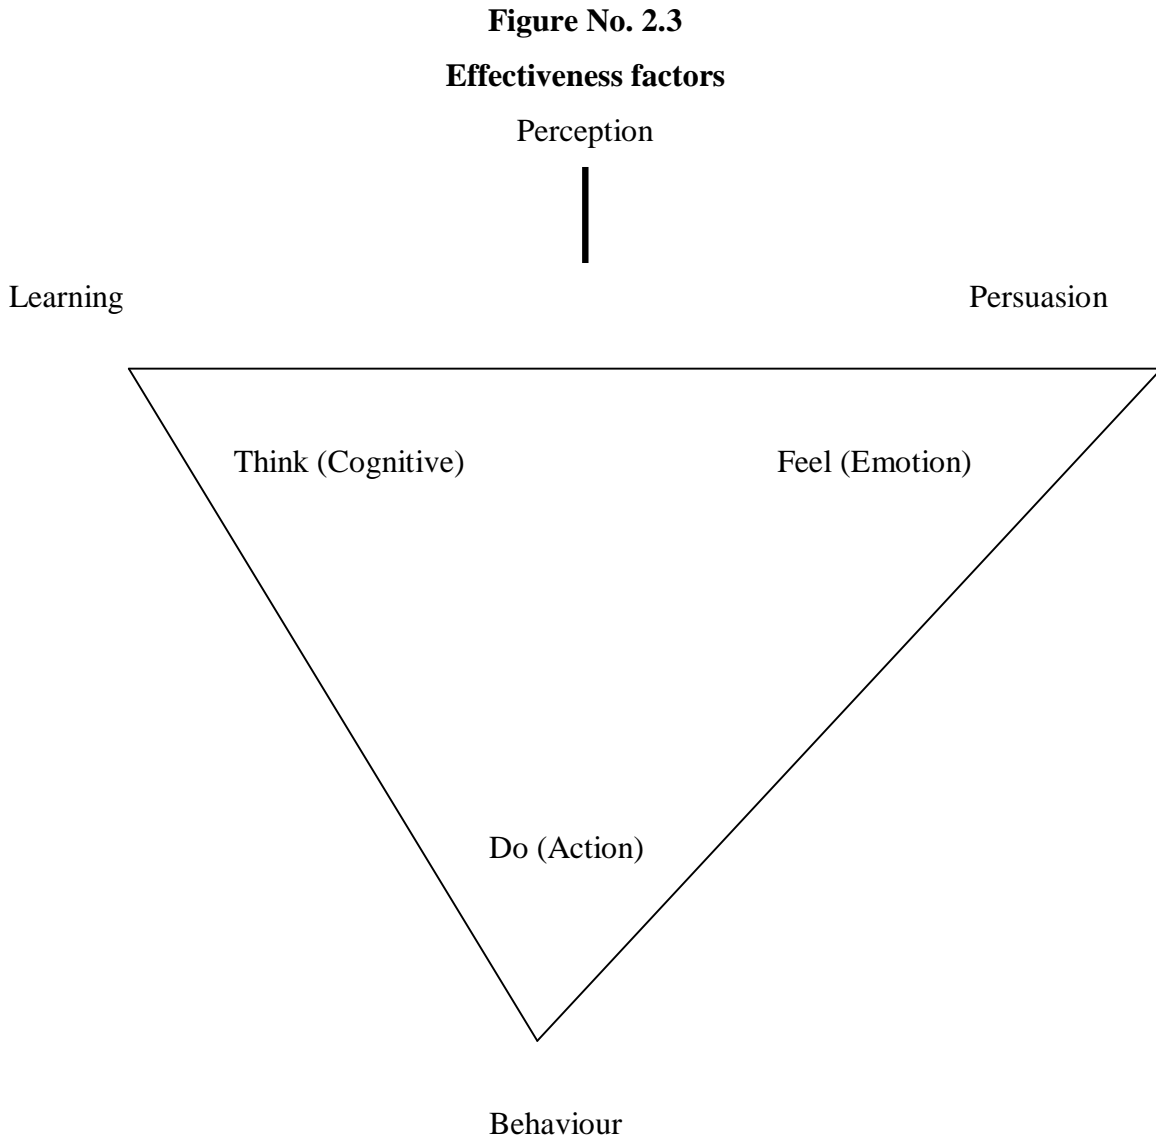 Figure No. 2.3
Effectiveness factors
Perception
Learning Persuasion
Think (Cognitive) Feel (Emotion)
Do (Action)
Behaviour